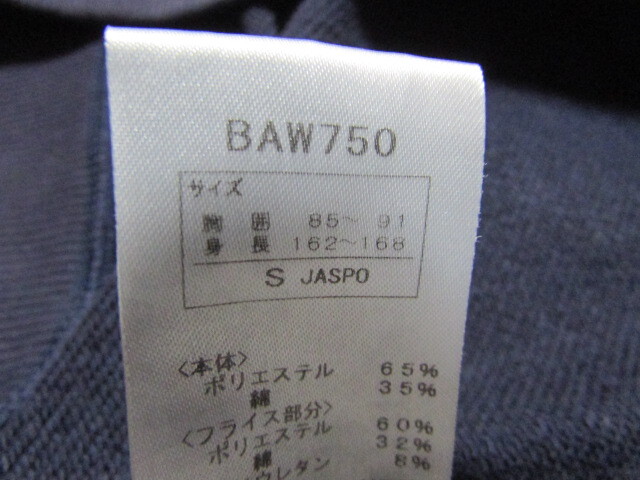 BAW750
サイズ
胸囲 85～91
身長 162～168
S JASPO
〈本体〉
ポリエステル 65%
綿 35%
〈フライス部分〉 60%
ポリエステル 32%
綿 8%
ウレタン